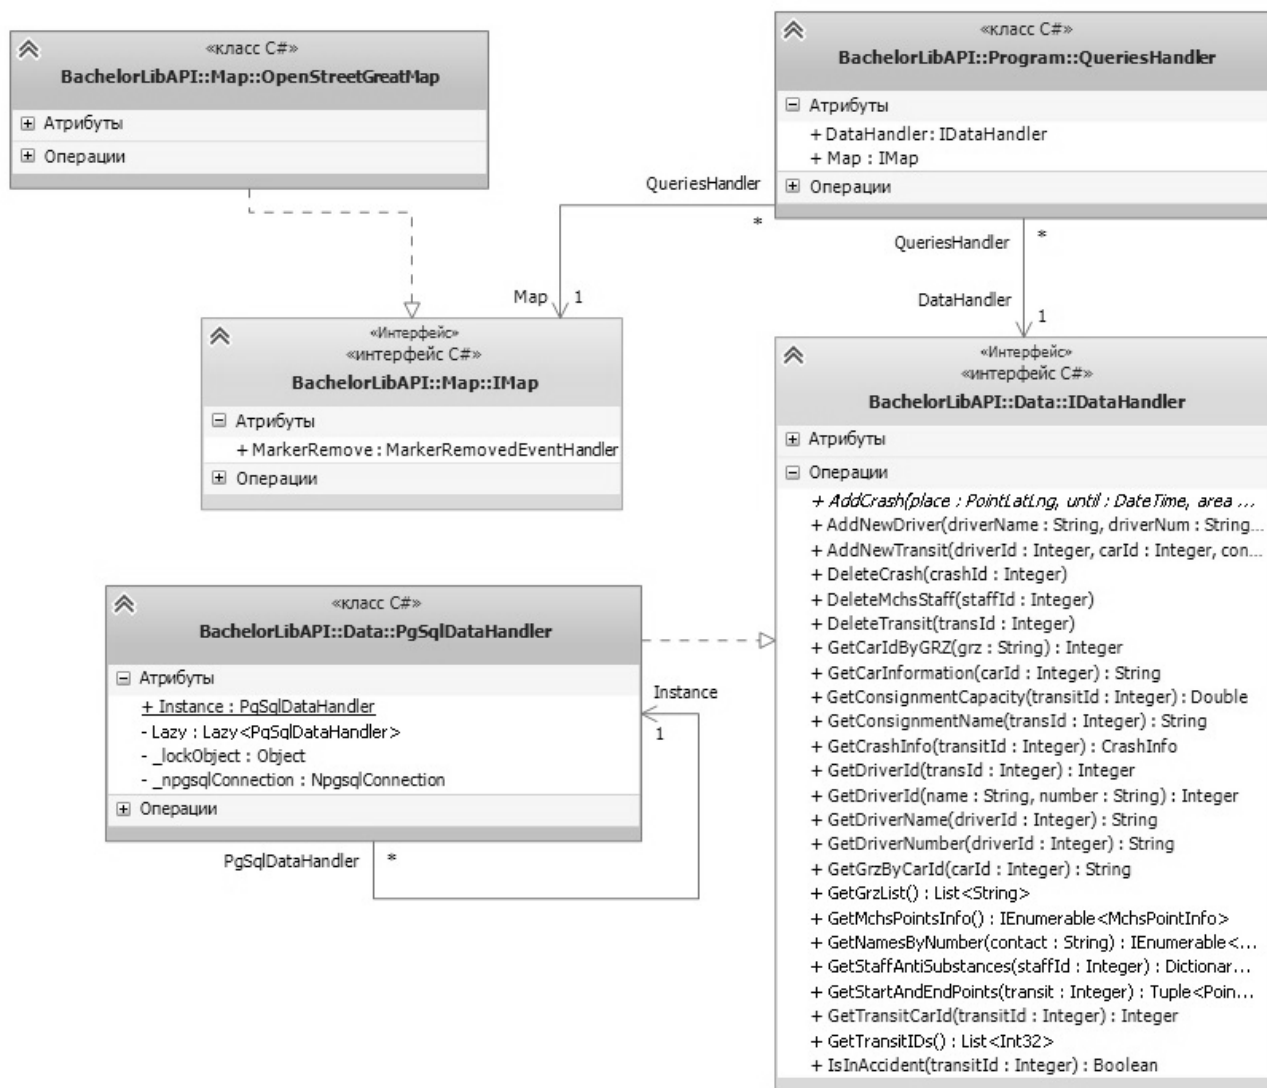 «класс C#»
BachelorLibAPI::Map::OpenStreetGreatMap
Атрибуты
Операции
«класс C#»
BachelorLibAPI::Program::QueriesHandler
Атрибуты
+ DataHandler: IDataHandler
+ Map : IMap
Операции
QueriesHandler
*
Map
1
QueriesHandler
*
DataHandler
1
«Интерфейс»
«интерфейс C#»
BachelorLibAPI::Map::IMap
Атрибуты
+ MarkerRemove : MarkerRemovedEventHandler
Операции
«класс C#»
BachelorLibAPI::Data::PgSqlDataHandler
Атрибуты
+ Instance : PgSqlDataHandler
- Lazy : Lazy<PgSqlDataHandler>
- _lockObject : Object
- _npgsqlConnection : NpgsqlConnection
Операции
Instance
1
PgSqlDataHandler
*
«Интерфейс»
«интерфейс C#»
BachelorLibAPI::Data::IDataHandler
Атрибуты
Операции
+ AddCrash(place : PointLatLng, until : DateTime, area ...
+ AddNewDriver(driverName : String, driverNum : String...
+ AddNewTransit(driverId : Integer, carId : Integer, con...
+ DeleteCrash(crashId : Integer)
+ DeleteMchsStaff(staffId : Integer)
+ DeleteTransit(transId : Integer)
+ GetCarIdByGRZ(grz : String) : Integer
+ GetCarInformation(carId : Integer) : String
+ GetConsignmentCapacity(transitId : Integer) : Double
+ GetConsignmentName(transId : Integer) : String
+ GetCrashInfo(transitId : Integer) : CrashInfo
+ GetDriverId(transId : Integer) : Integer
+ GetDriverId(name : String, number : String) : Integer
+ GetDriverName(driverId : Integer) : String
+ GetDriverNumber(driverId : Integer) : String
+ GetGrzByCarId(carId : Integer) : String
+ GetGrzList() : List<String>
+ GetMchsPointsInfo() : IEnumerable<MchsPointInfo>
+ GetNamesByNumber(contact : String) : IEnumerable<...
+ GetStaffAntiSubstances(staffId : Integer) : Dictionar...
+ GetStartAndEndPoints(transit : Integer) : Tuple<Poin...
+ GetTransitCarId(transitId : Integer) : Integer
+ GetTransitIDs() : List<Int32>
+ IsInAccident(transitId : Integer) : Boolean